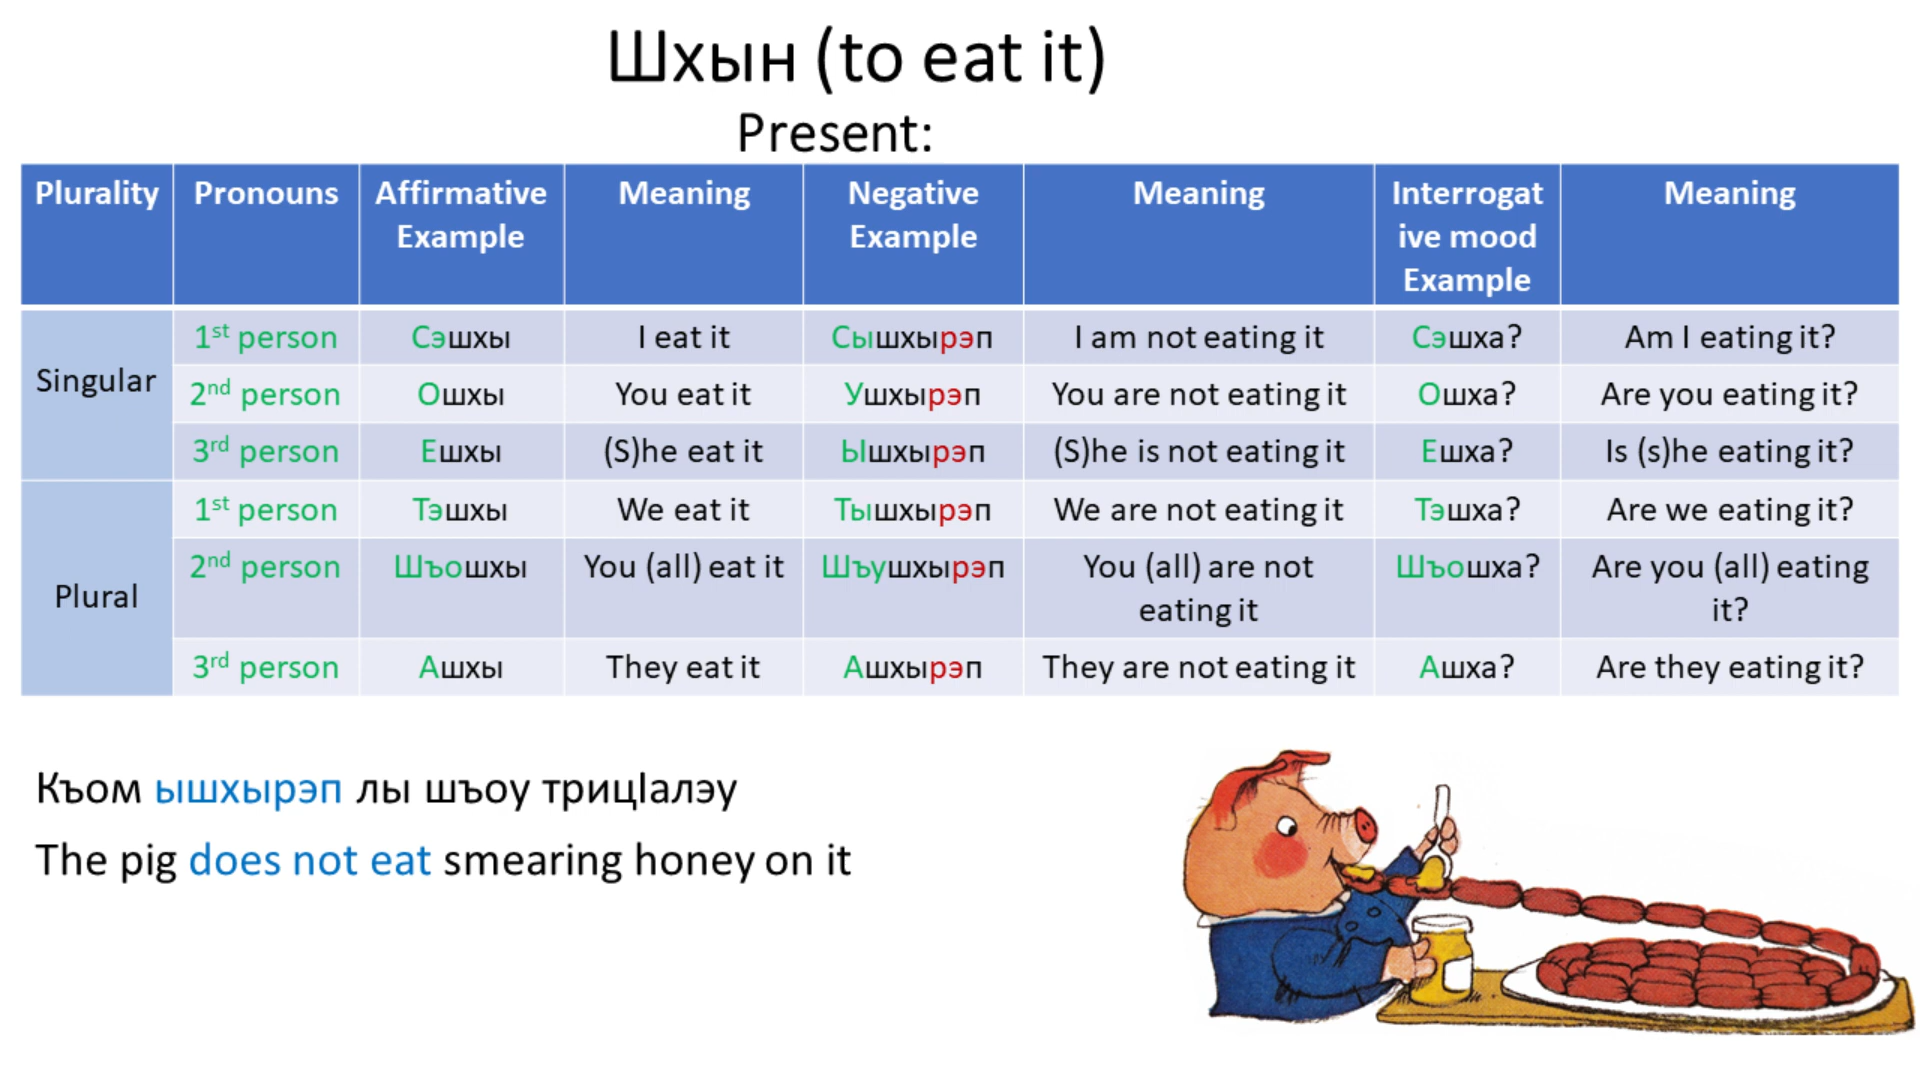 Шхын (to eat it)
Present:
Plurality Pronouns Affirmative Example Meaning Negative Example Meaning Interrogat ive mood Example Meaning
Singular 1st person Сэшхы I eat it Сышхырэп I am not eating it Сэшха? Am I eating it?
2nd person Ошхы You eat it Ушхырэп You are not eating it Ошха? Are you eating it?
3rd person Ешхы (S)he eat it Ышхырэп (S)he is not eating it Ешха? Is (s)he eating it?
Plural 1st person Тэшхы We eat it Тышхырэп We are not eating it Тэшха? Are we eating it?
2nd person Шъошхы You (all) eat it Шъушхырэп You (all) are not eating it Шъошха? Are you (all) eating it?
3rd person Ашхы They eat it Ашхырэп They are not eating it Ашха? Are they eating it?
Къом ышхырэп лы шъоу трицӏалэу
The pig does not eat smearing honey on it